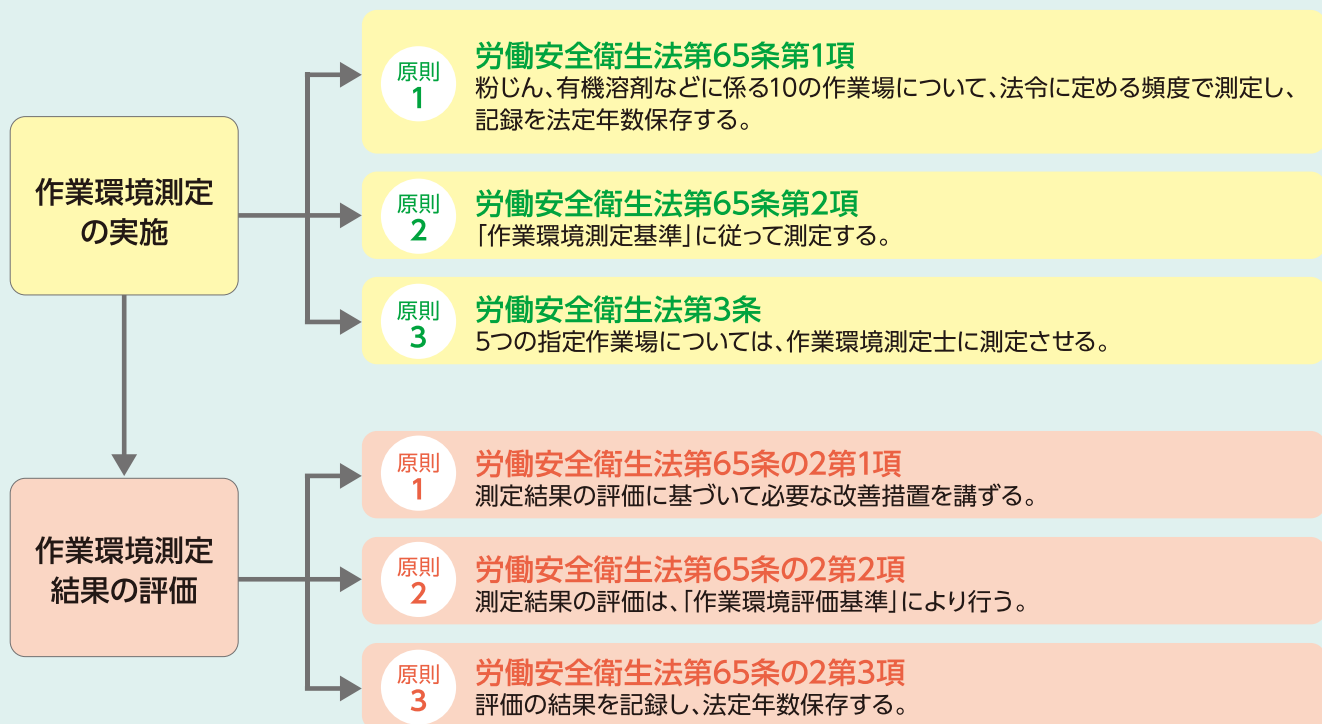 作業環境測定
の実施
原則
1
労働安全衛生法第65条第1項
粉じん、有機溶剤などに係る10の作業場について、法令に定める頻度で測定し、
記録を法定年数保存する。
原則
2
労働安全衛生法第65条第2項
「作業環境測定基準」に従って測定する。
原則
3
労働安全衛生法第3条
5つの指定作業場については、作業環境測定士に測定させる。
作業環境測定
結果の評価
原則
1
労働安全衛生法第65条の2第1項
測定結果の評価に基づいて必要な改善措置を講ずる。
原則
2
労働安全衛生法第65条の2第2項
測定結果の評価は、「作業環境評価基準」により行う。
原則
3
労働安全衛生法第65条の2第3項
評価の結果を記録し、法定年数保存する。